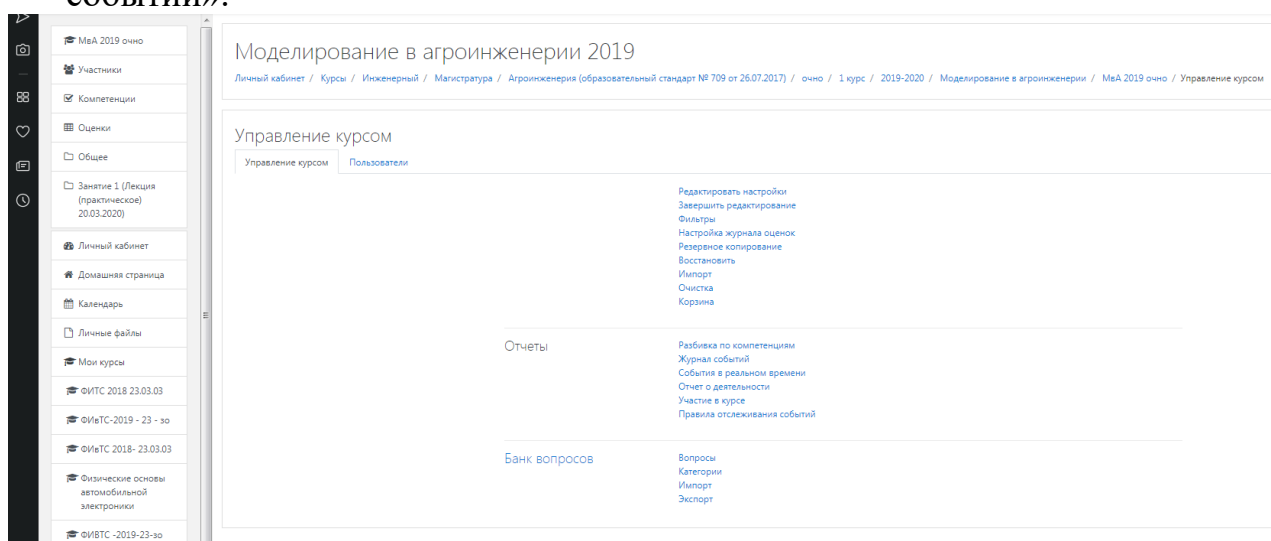 событий».
МвА 2019 очно
Участники
Компетенции
Оценки
Общее
Занятие 1 (Лекция
(практическое)
20.03.2020)
Личный кабинет
Домашняя страница
Календарь
Личные файлы
Мои курсы
ФИТС 2018 23.03.03
ФИвТС-2019 - 23 - зо
ФИвТС 2018- 23.03.03
Физические основы
автомобильной
электроники
ФИВТС -2019-23-зо
Моделирование в агроинженерии 2019
Личный кабинет / Курсы / Инженерный / Магистратура / Агроинженерия (образовательный стандарт № 709 от 26.07.2017) / очно / 1 курс / 2019-2020 / Моделирование в агроинженерии / МвА 2019 очно / Управление курсом
Управление курсом
Управление курсом Пользователи
Редактировать настройки
Завершить редактирование
Фильтры
Настройка журнала оценок
Резервное копирование
Восстановить
Импорт
Очистка
Корзина
Отчеты
Разбивка по компетенциям
Журнал событий
События в реальном времени
Отчет о деятельности
Участие в курсе
Правила отслеживания событий
Банк вопросов
Вопросы
Категории
Импорт
Экспорт